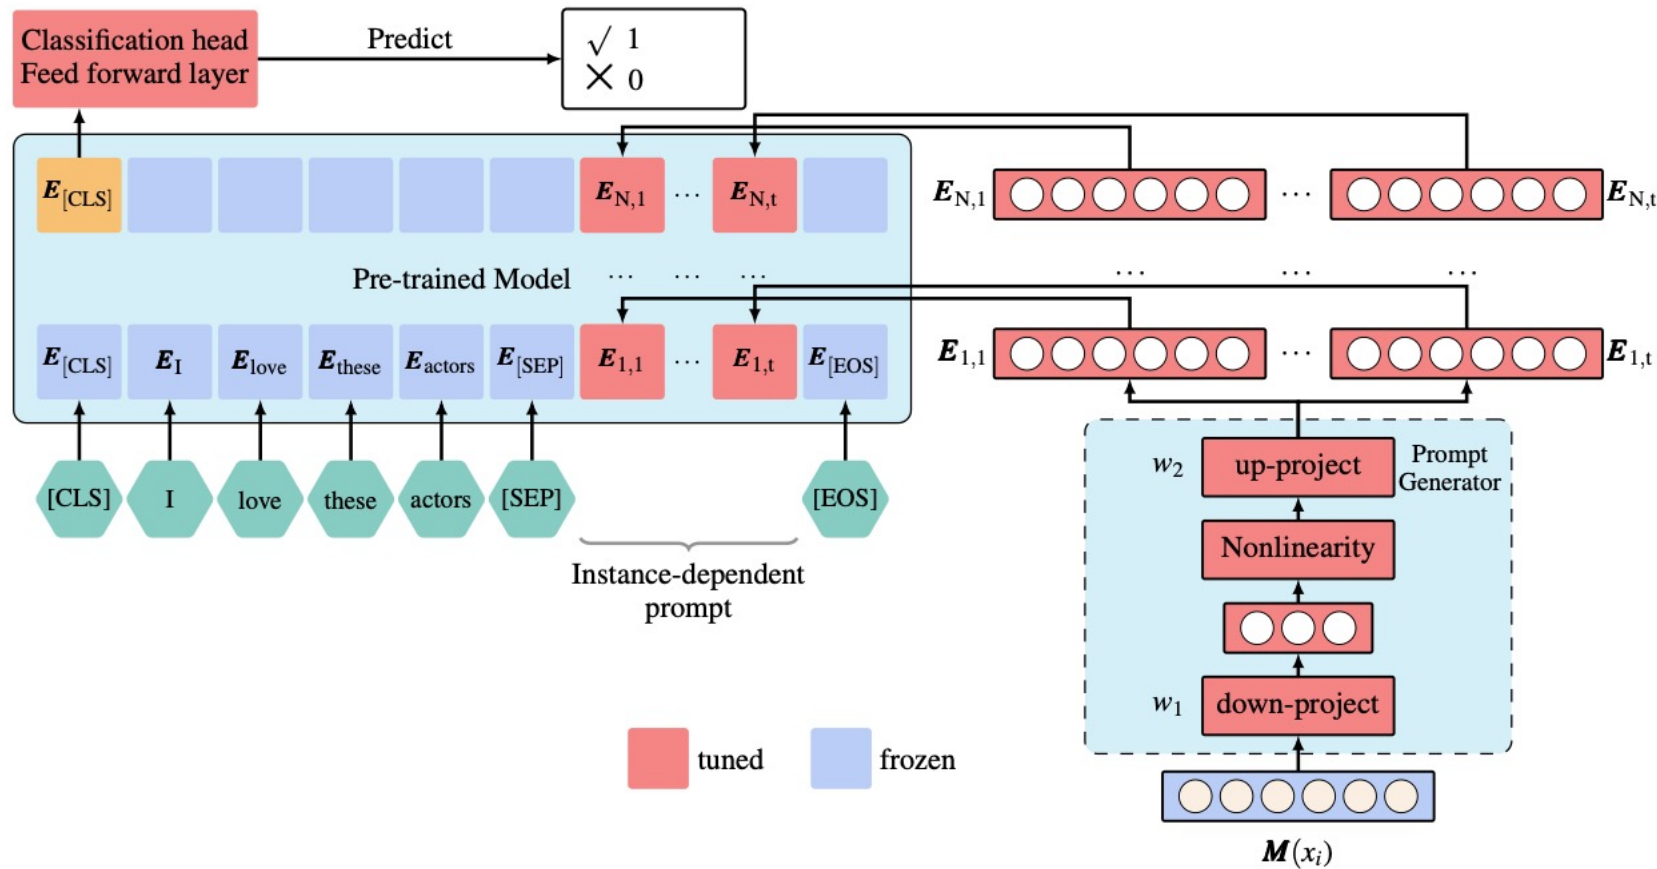 Classification head
Feed forward layer
Predict
√ 1
× 0
E[CLS] EN,1 ... EN,t
EN,1 ... EN,t
Pre-trained Model ... ... ...
... ... ...
E[CLS] EI Elove Ethese Eactors E[SEP] E1,1 ... E1,t E[EOS]
E1,1 ... E1,t
[CLS] I love these actors [SEP] [EOS]
Instance-dependent
prompt
w2 up-project
Prompt
Generator
Nonlinearity
w1 down-project
tuned frozen
M(xi)